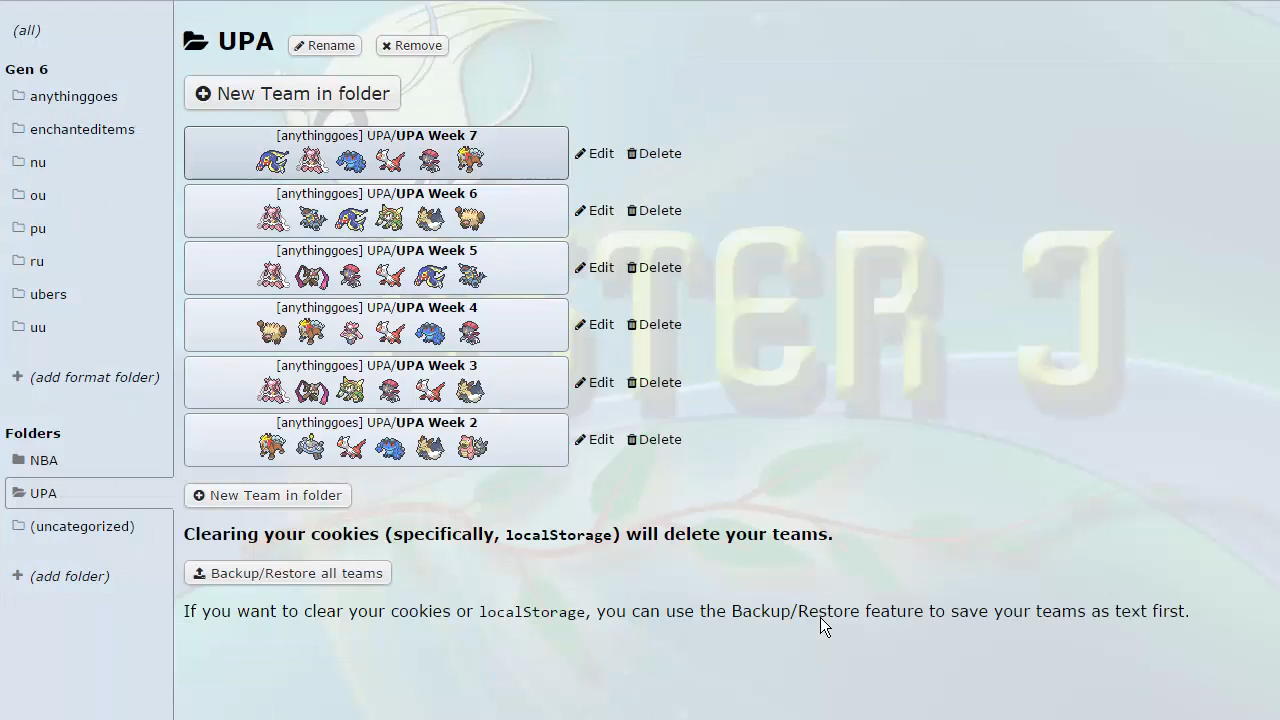 (all)
Gen 6
anythinggoes
enchanteditems
nu
ou
pu
ru
ubers
uu
(add format folder)
Folders
NBA
UPA
(uncategorized)
(add folder)
UPA
Rename
Remove
New Team in folder
[anythinggoes] UPA/UPA Week 7
Edit Delete
[anythinggoes] UPA/UPA Week 6
Edit Delete
[anythinggoes] UPA/UPA Week 5
Edit Delete
[anythinggoes] UPA/UPA Week 4
Edit Delete
[anythinggoes] UPA/UPA Week 3
Edit Delete
[anythinggoes] UPA/UPA Week 2
Edit Delete
New Team in folder
Clearing your cookies (specifically, localStorage) will delete your teams.
Backup/Restore all teams
If you want to clear your cookies or localStorage, you can use the Backup/Restore feature to save your teams as text first.